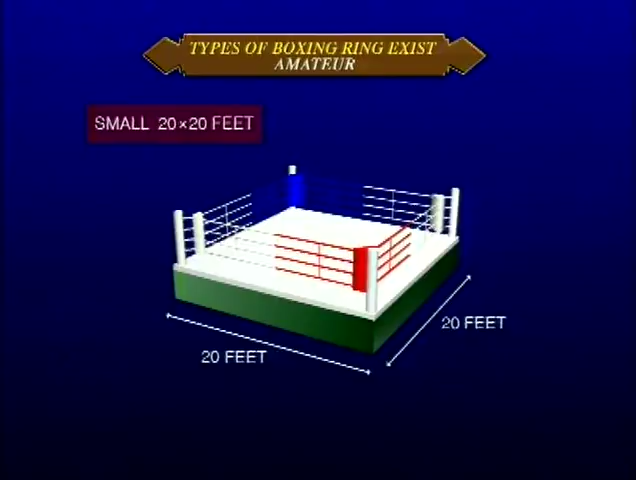 TYPES OF BOXING RING EXIST
AMATEUR
SMALL 20×20 FEET
20 FEET
20 FEET